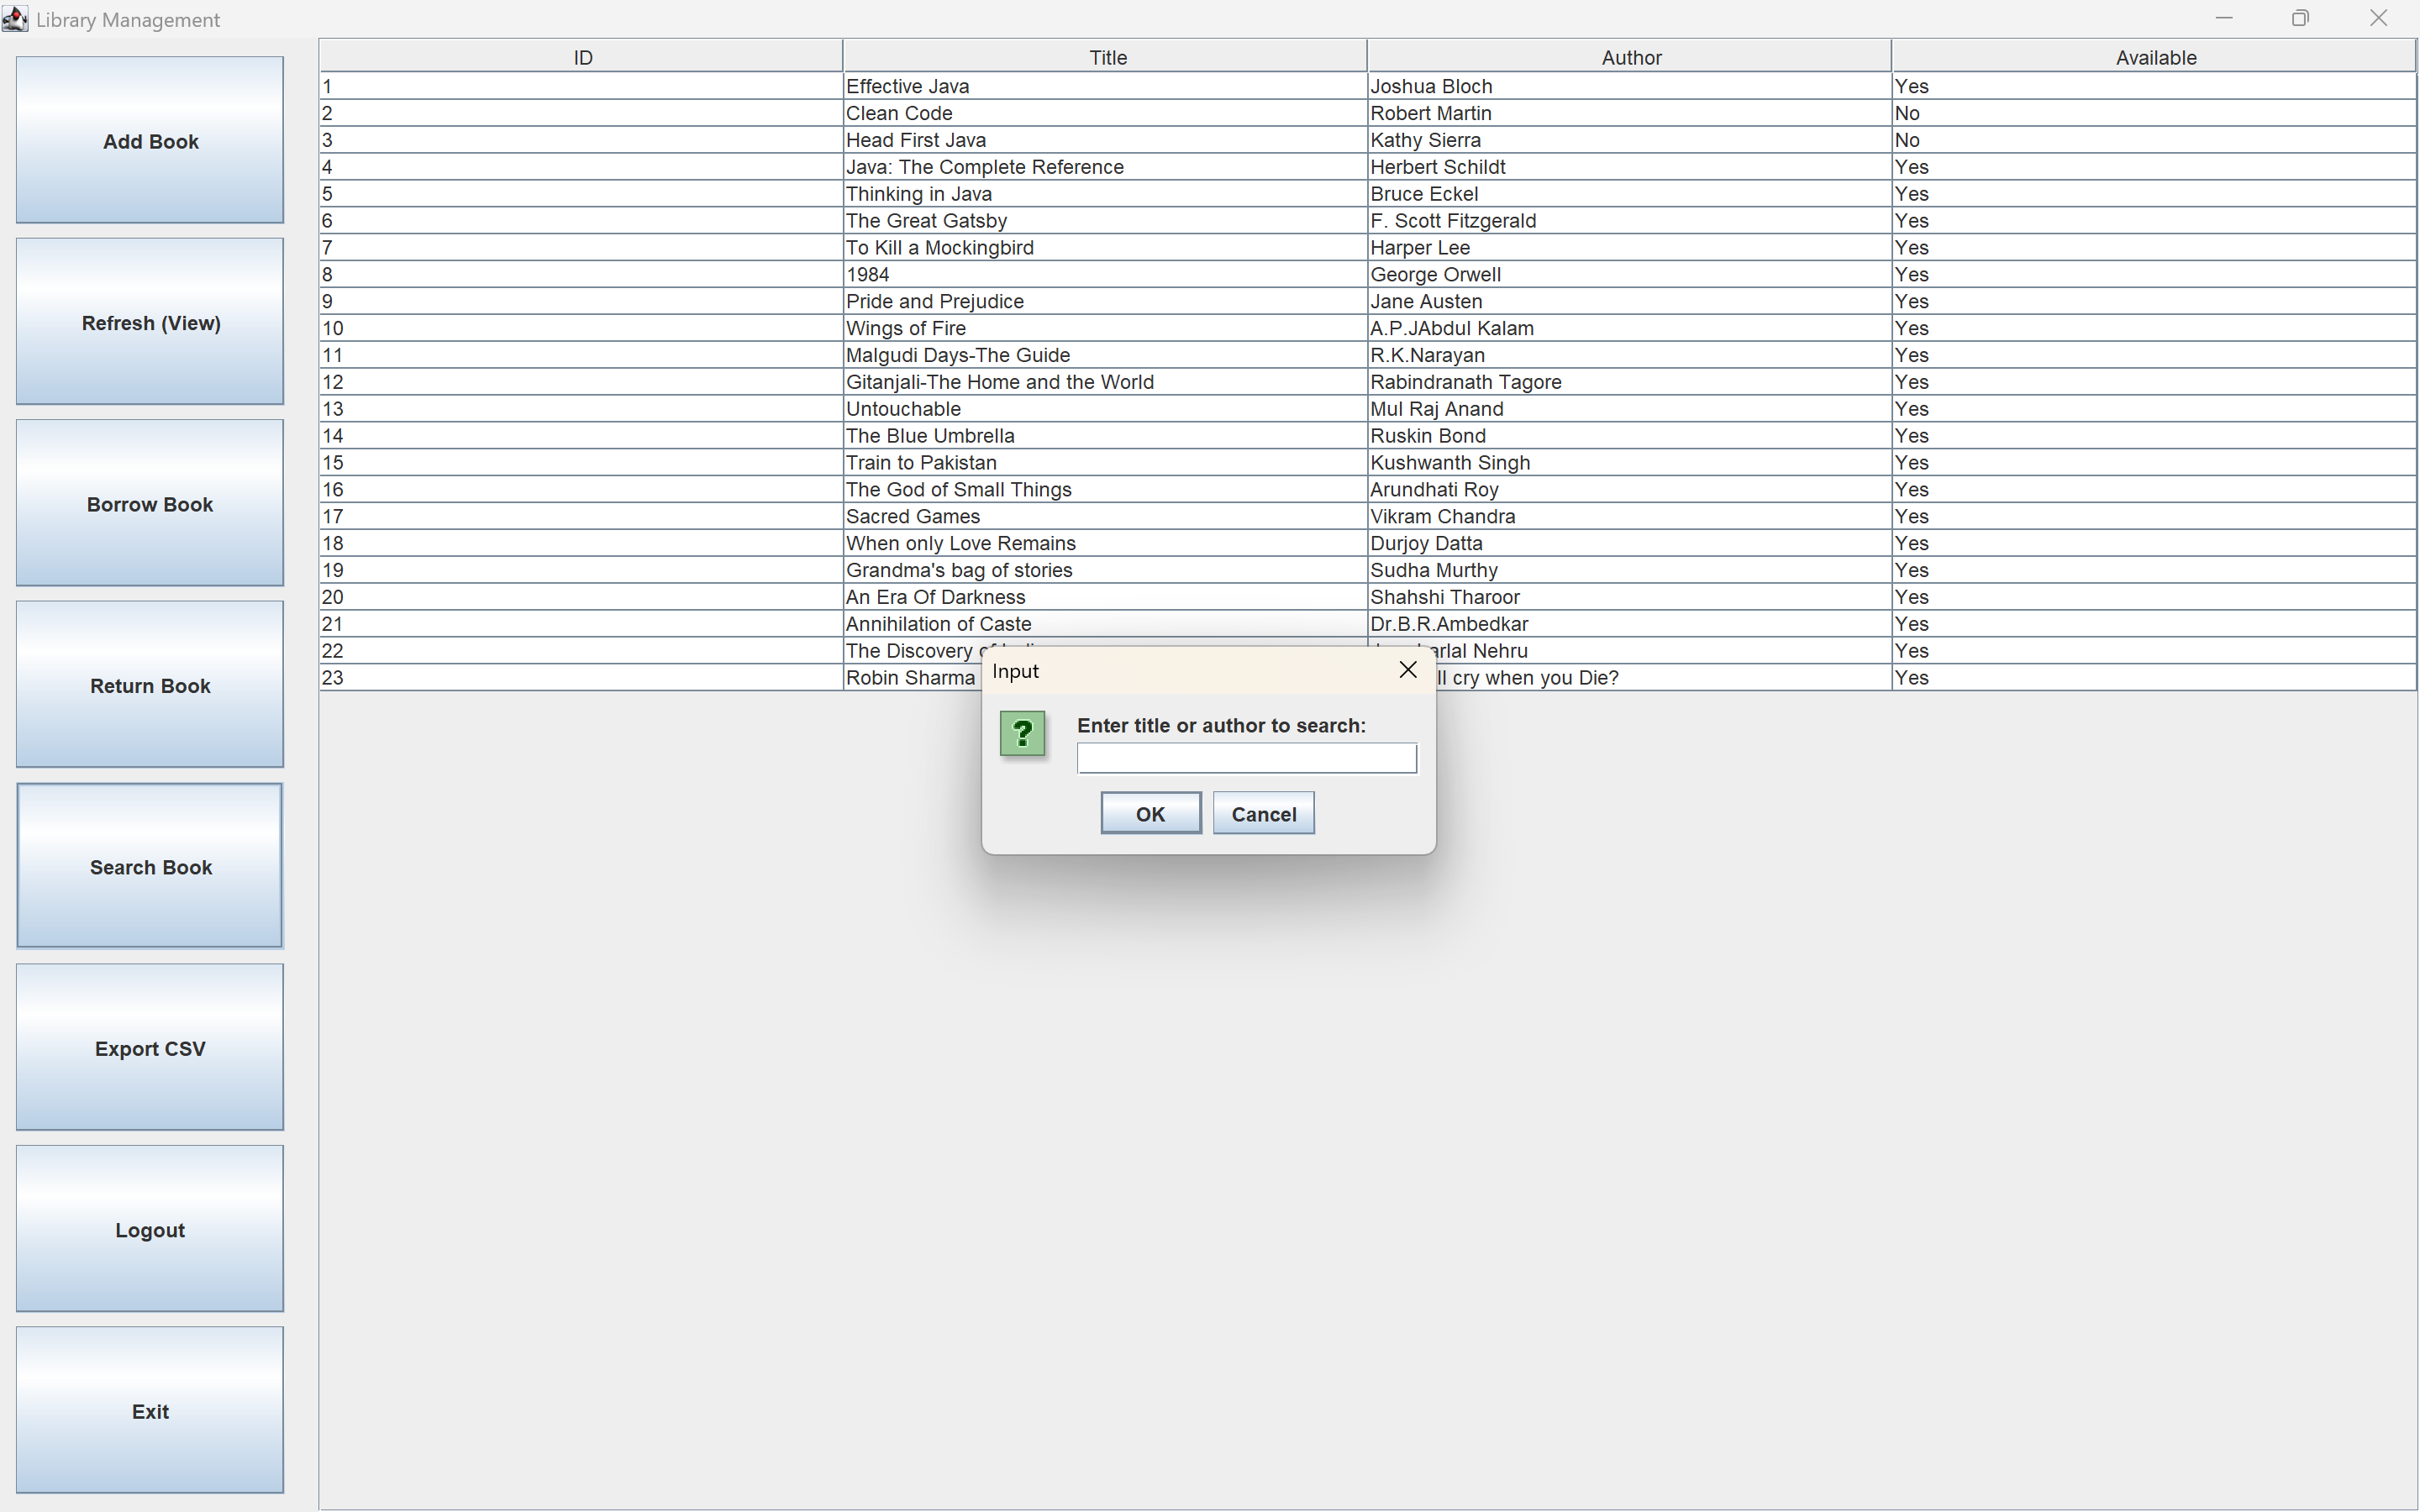 Library Management
Add Book
Refresh (View)
Borrow Book
Return Book
Search Book
Export CSV
Logout
Exit
ID Title Author Available
1 Effective Java Joshua Bloch Yes
2 Clean Code Robert Martin No
3 Head First Java Kathy Sierra No
4 Java: The Complete Reference Herbert Schildt Yes
5 Thinking in Java Bruce Eckel Yes
6 The Great Gatsby F. Scott Fitzgerald Yes
7 To Kill a Mockingbird Harper Lee Yes
8 1984 George Orwell Yes
9 Pride and Prejudice Jane Austen Yes
10 Wings of Fire A.P.JAbdul Kalam Yes
11 Malgudi Days-The Guide R.K.Narayan Yes
12 Gitanjali-The Home and the World Rabindranath Tagore Yes
13 Untouchable Mul Raj Anand Yes
14 The Blue Umbrella Ruskin Bond Yes
15 Train to Pakistan Kushwanth Singh Yes
16 The God of Small Things Arundhati Roy Yes
17 Sacred Games Vikram Chandra Yes
18 When only Love Remains Durjoy Datta Yes
19 Grandma's bag of stories Sudha Murthy Yes
20 An Era Of Darkness Shahshi Tharoor Yes
21 Annihilation of Caste Dr.B.R.Ambedkar Yes
22 The Discovery Nehru Yes
23 Robin Sharma cry when you Die? Yes
Input
Enter title or author to search:
OK Cancel